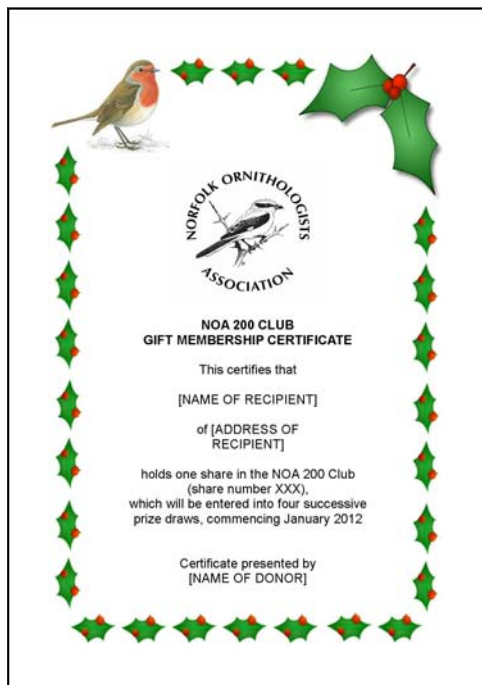 NORFOLK ORNITHOLOGISTS
ASSOCIATION
NOA 200 CLUB
GIFT MEMBERSHIP CERTIFICATE
This certifies that
[NAME OF RECIPIENT]
of [ADDRESS OF
RECIPIENT]
holds one share in the NOA 200 Club
(share number XXX),
which will be entered into four successive
prize draws, commencing January 2012
Certificate presented by
[NAME OF DONOR]